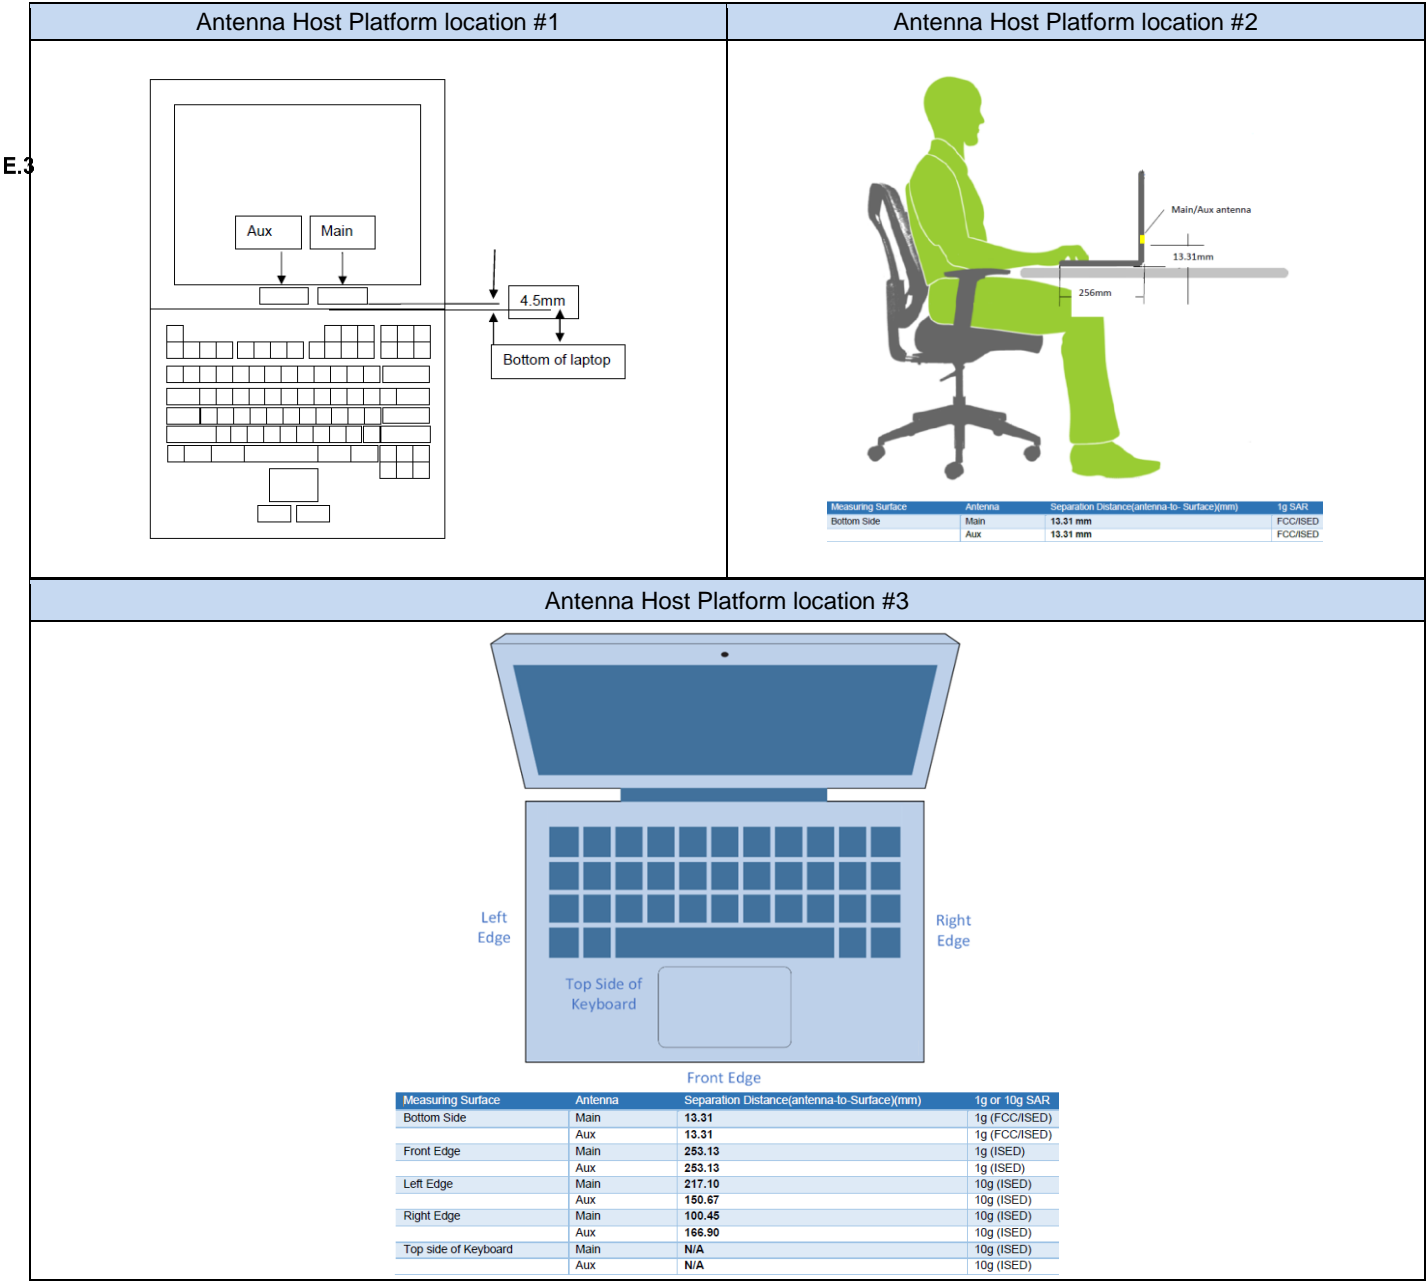 Antenna Host Platform location #1
Antenna Host Platform location #2
E.3
Aux
Main
4.5mm
Bottom of laptop
Main/Aux antenna
13.31mm
256mm
Measuring Surface Antenna Separation Distance(antenna-to- Surface)(mm) 1g SAR
Bottom Side Main 13.31 mm FCC/ISED
Aux 13.31 mm FCC/ISED
Antenna Host Platform location #3
Left
Edge
Right
Edge
Top Side of
Keyboard
Front Edge
Measuring Surface Antenna Separation Distance(antenna-to-Surface)(mm) 1g or 10g SAR
Bottom Side Main 13.31 1g (FCC/ISED)
Aux 13.31 1g (FCC/ISED)
Front Edge Main 253.13 1g (ISED)
Aux 253.13 1g (ISED)
Left Edge Main 217.10 10g (ISED)
Aux 150.67 10g (ISED)
Right Edge Main 100.45 10g (ISED)
Aux 166.90 10g (ISED)
Top side of Keyboard Main N/A 10g (ISED)
Aux N/A 10g (ISED)